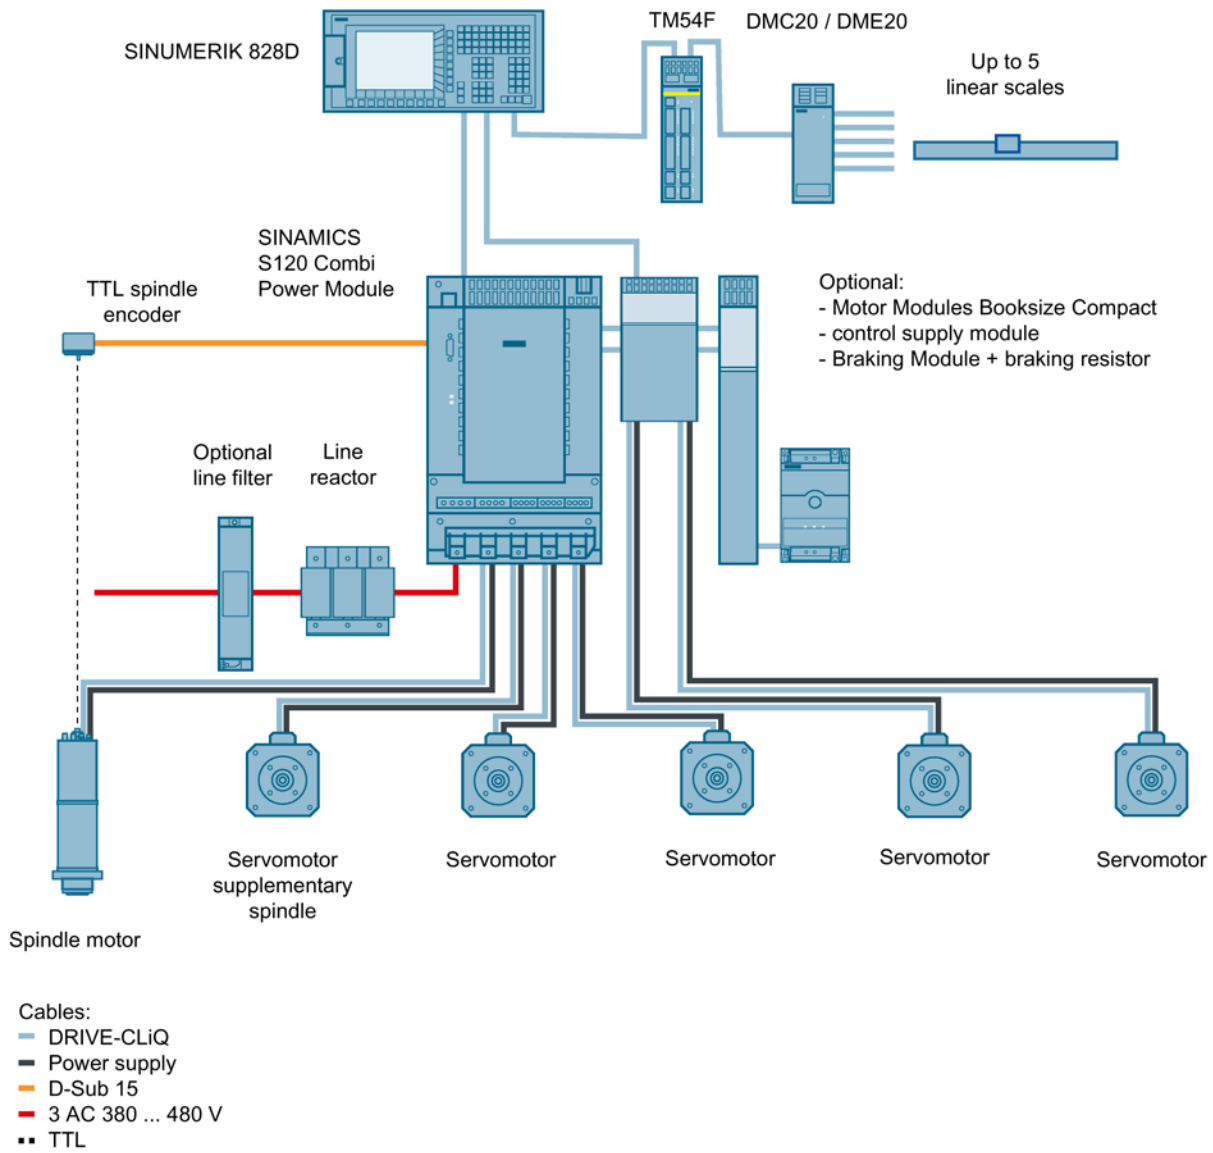 TM54F
DMC20 / DME20
SINUMERIK 828D
Up to 5
linear scales
SINAMICS
S120 Combi
Power Module
TTL spindle
encoder
Optional:
- Motor Modules Booksize Compact
- control supply module
- Braking Module + braking resistor
Optional
line filter
Line
reactor
Servomotor
supplementary
spindle
Servomotor
Servomotor
Servomotor
Servomotor
Spindle motor
Cables:
DRIVE-CLiQ
Power supply
D-Sub 15
3 AC 380 ... 480 V
TTL